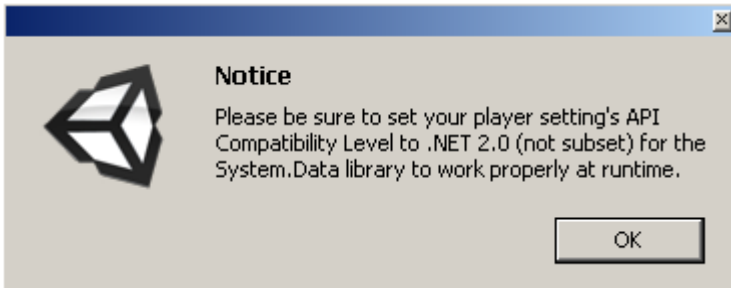 Notice
Please be sure to set your player setting's API
Compatibility Level to .NET 2.0 (not subset) for the
System.Data library to work properly at runtime.
OK